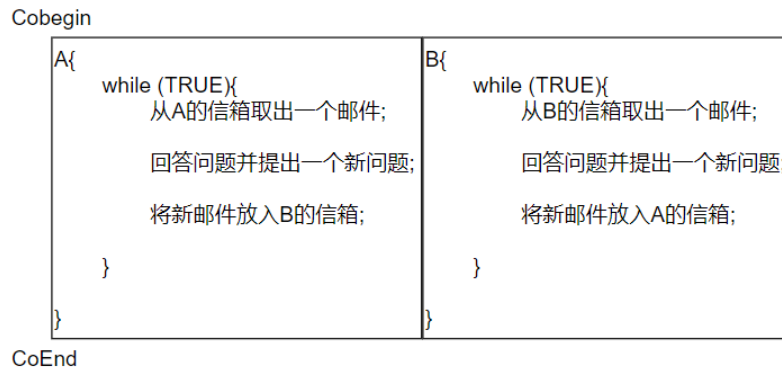 Cobegin
A{
while (TRUE){
从A的信箱取出一个邮件;
回答问题并提出一个新问题;
将新邮件放入B的信箱;
}
}
B{
while (TRUE){
从B的信箱取出一个邮件;
回答问题并提出一个新问题;
将新邮件放入A的信箱;
}
}
CoEnd